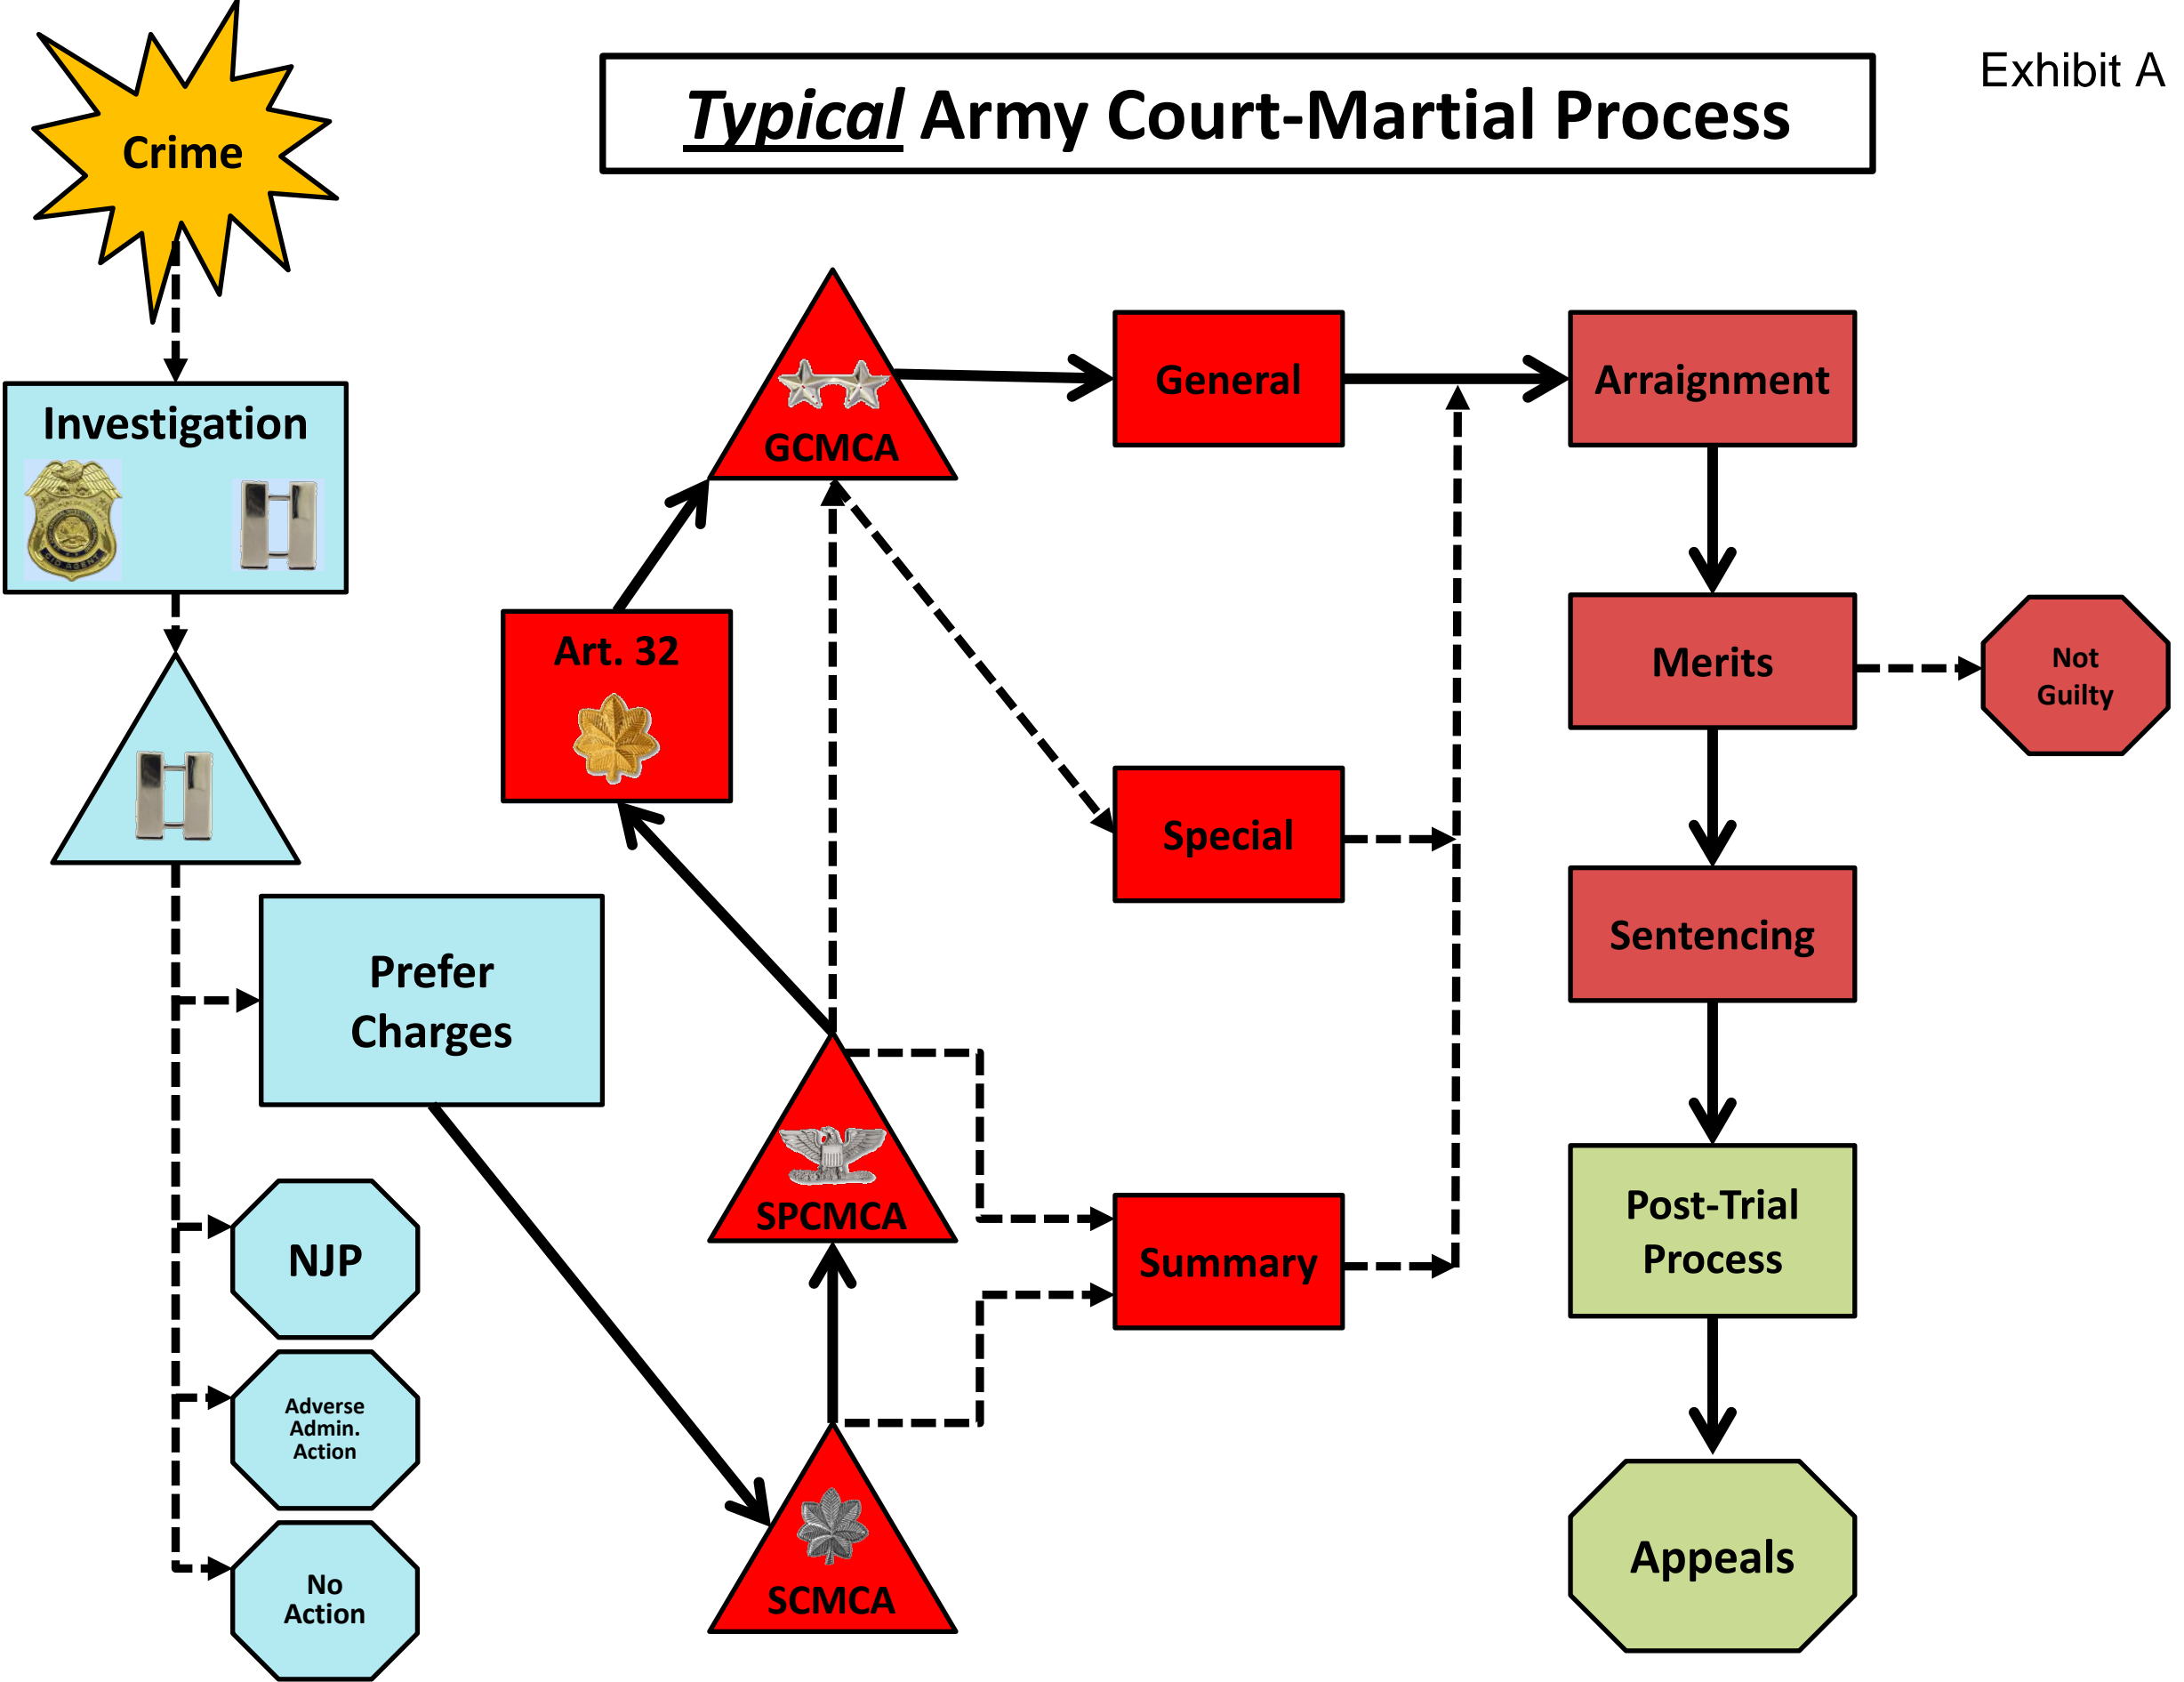 Exhibit A
Typical Army Court-Martial Process
Crime
Investigation
Prefer
Charges
NJP
Adverse
Admin.
Action
No
Action
Art. 32
GCMCA
SPCMCA
SCMCA
General
Special
Summary
Arraignment
Merits
Not
Guilty
Sentencing
Post-Trial
Process
Appeals